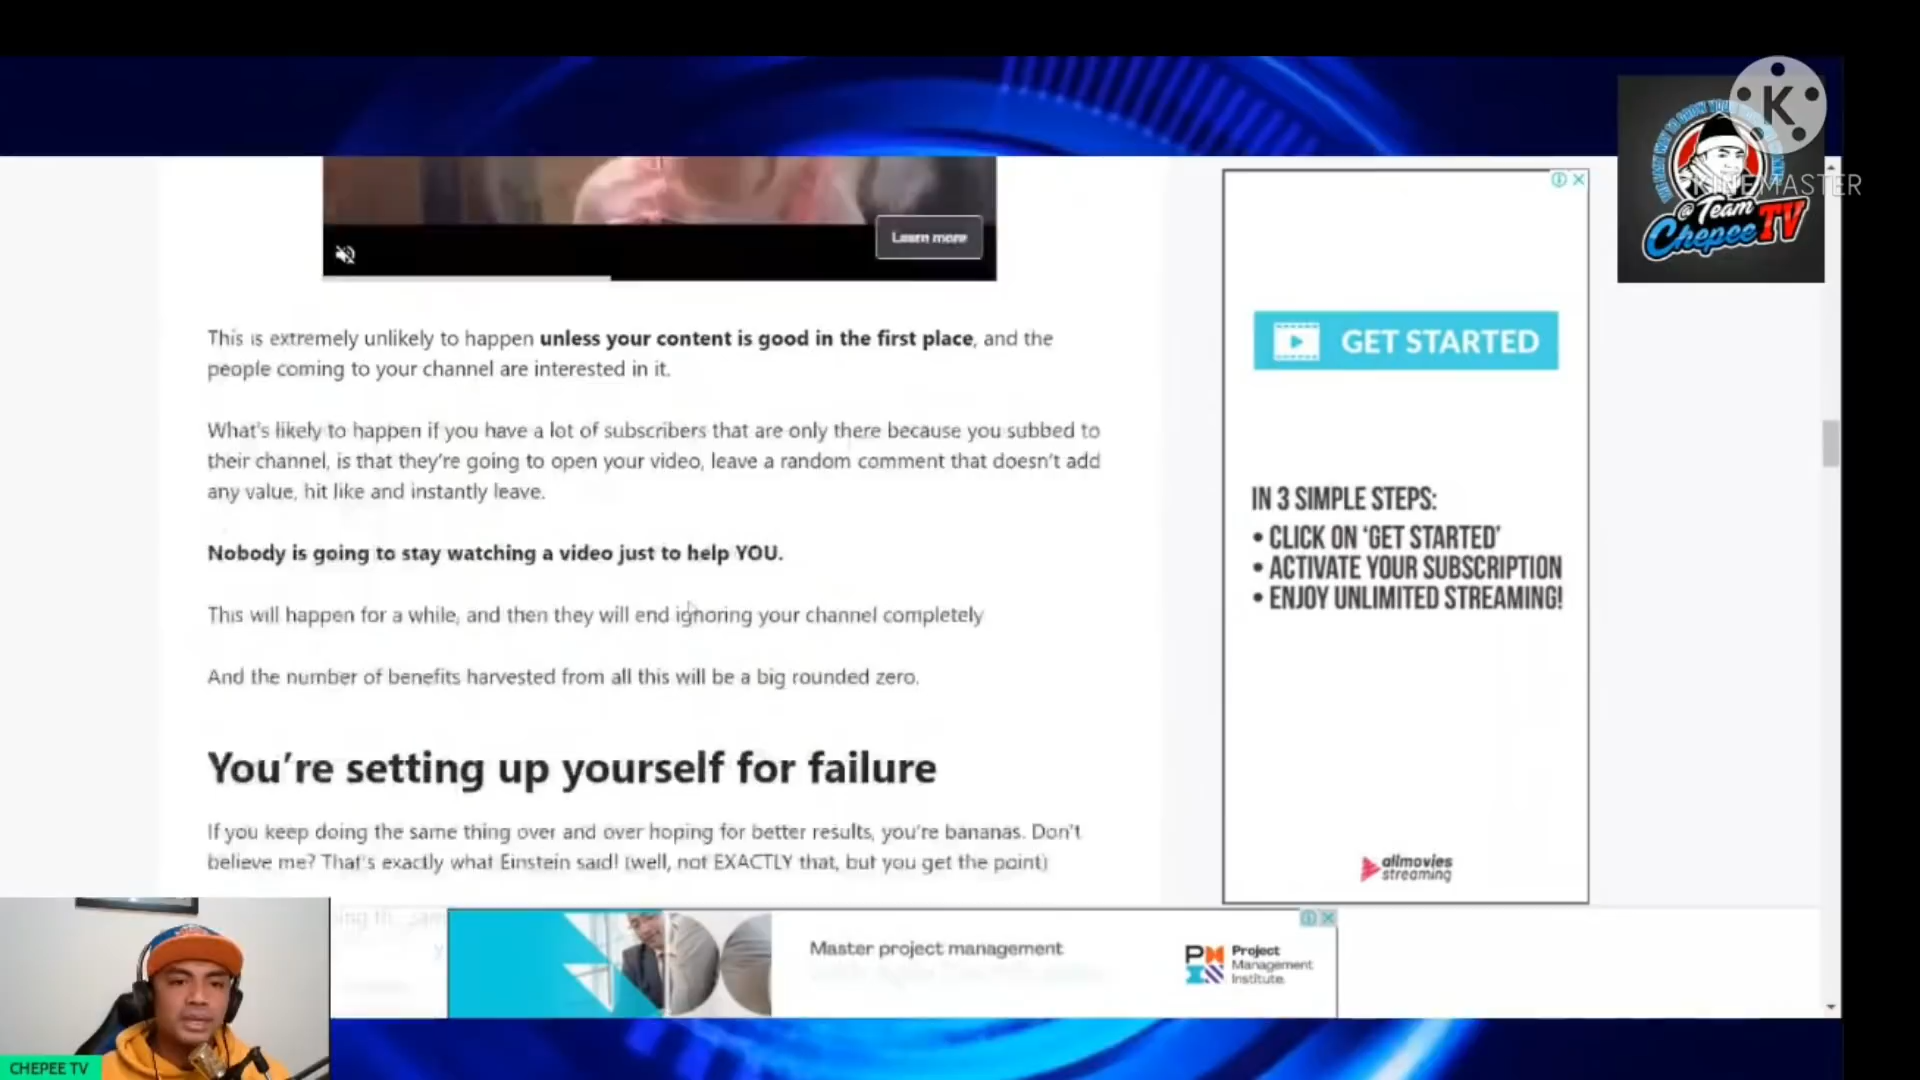 K
KINEMASTER
@ Team
Chepee TV
Learn more
This is extremely unlikely to happen unless your content is good in the first place, and the
people coming to your channel are interested in it.
What's likely to happen if you have a lot of subscribers that are only there because you subbed to
their channel, is that they're going to open your video, leave a random comment that doesn't add
any value, hit like and instantly leave.
Nobody is going to stay watching a video just to help YOU.
This will happen for a while, and then they will end ignoring your channel completely
And the number of benefits harvested from all this will be a big rounded zero.
You're setting up yourself for failure
If you keep doing the same thing over and over hoping for better results, you're bananas. Don't
believe me? That's exactly what Einstein said! (well, not EXACTLY that, but you get the point)
GET STARTED
IN 3 SIMPLE STEPS:
• CLICK ON 'GET STARTED'
• ACTIVATE YOUR SUBSCRIPTION
• ENJOY UNLIMITED STREAMING!
allmovies
streaming
Master project management
Project
Management
Institute.
CHEPEE TV